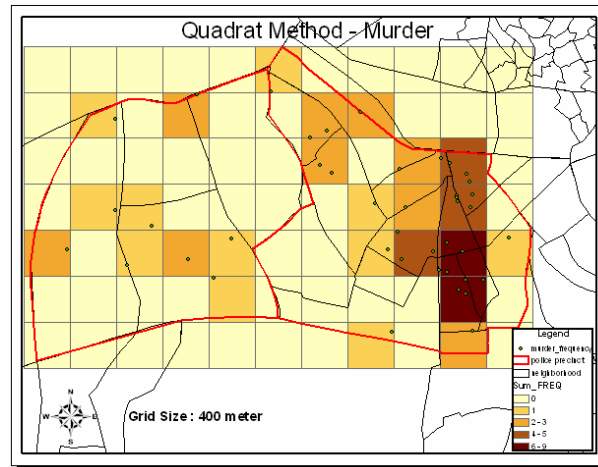 Quadrat Method - Murder
Legend
murder_frequency
police precinct
neighborhood
Sum_FREQ
0
1
2 - 3
4 - 5
6 - 9
N
W
E
S
Grid Size : 400 meter